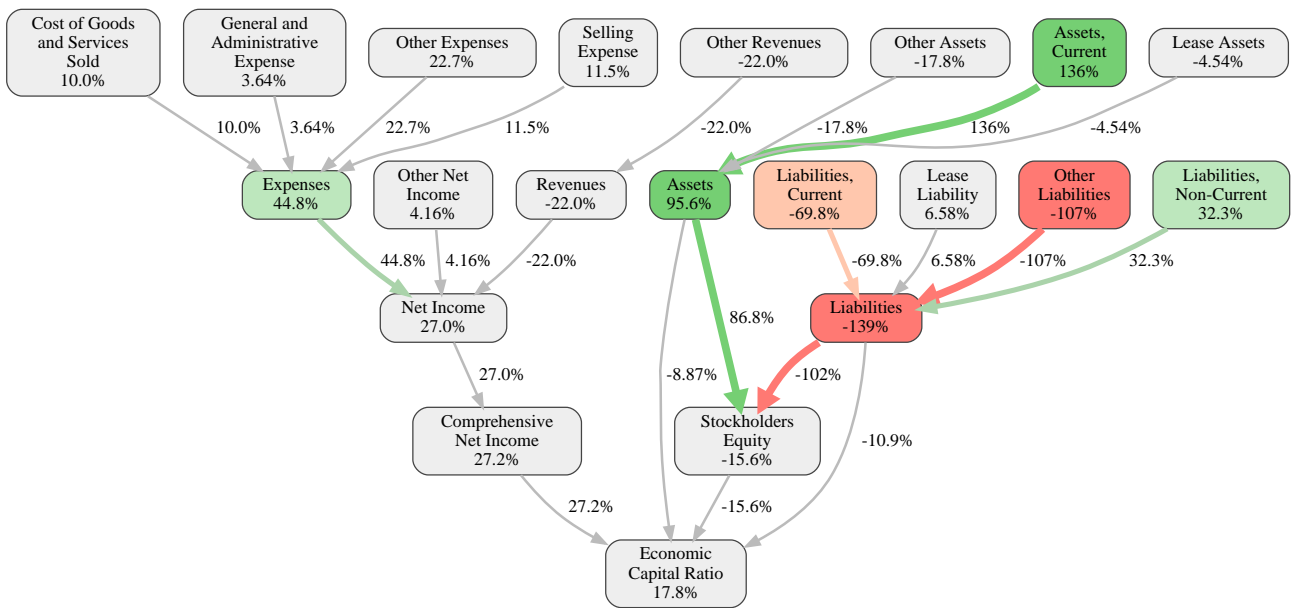 Cost of Goods
and Services
Sold
10.0%
General and
Administrative
Expense
3.64%
Other Expenses
22.7%
Selling
Expense
11.5%
Other Revenues
-22.0%
Other Assets
-17.8%
Assets,
Current
136%
Lease Assets
-4.54%
10.0%
3.64%
22.7%
11.5%
-22.0%
-17.8%
136%
-4.54%
Expenses
44.8%
Other Net
Income
4.16%
Revenues
-22.0%
Assets
95.6%
Liabilities,
Current
-69.8%
Lease
Liability
6.58%
Other
Liabilities
-107%
Liabilities,
Non-Current
32.3%
44.8%
4.16%
-22.0%
-69.8%
6.58%
-107%
32.3%
Net Income
27.0%
86.8%
Liabilities
-139%
27.0%
-8.87%
-102%
Comprehensive
Net Income
27.2%
Stockholders
Equity
-15.6%
-10.9%
27.2%
-15.6%
Economic
Capital Ratio
17.8%